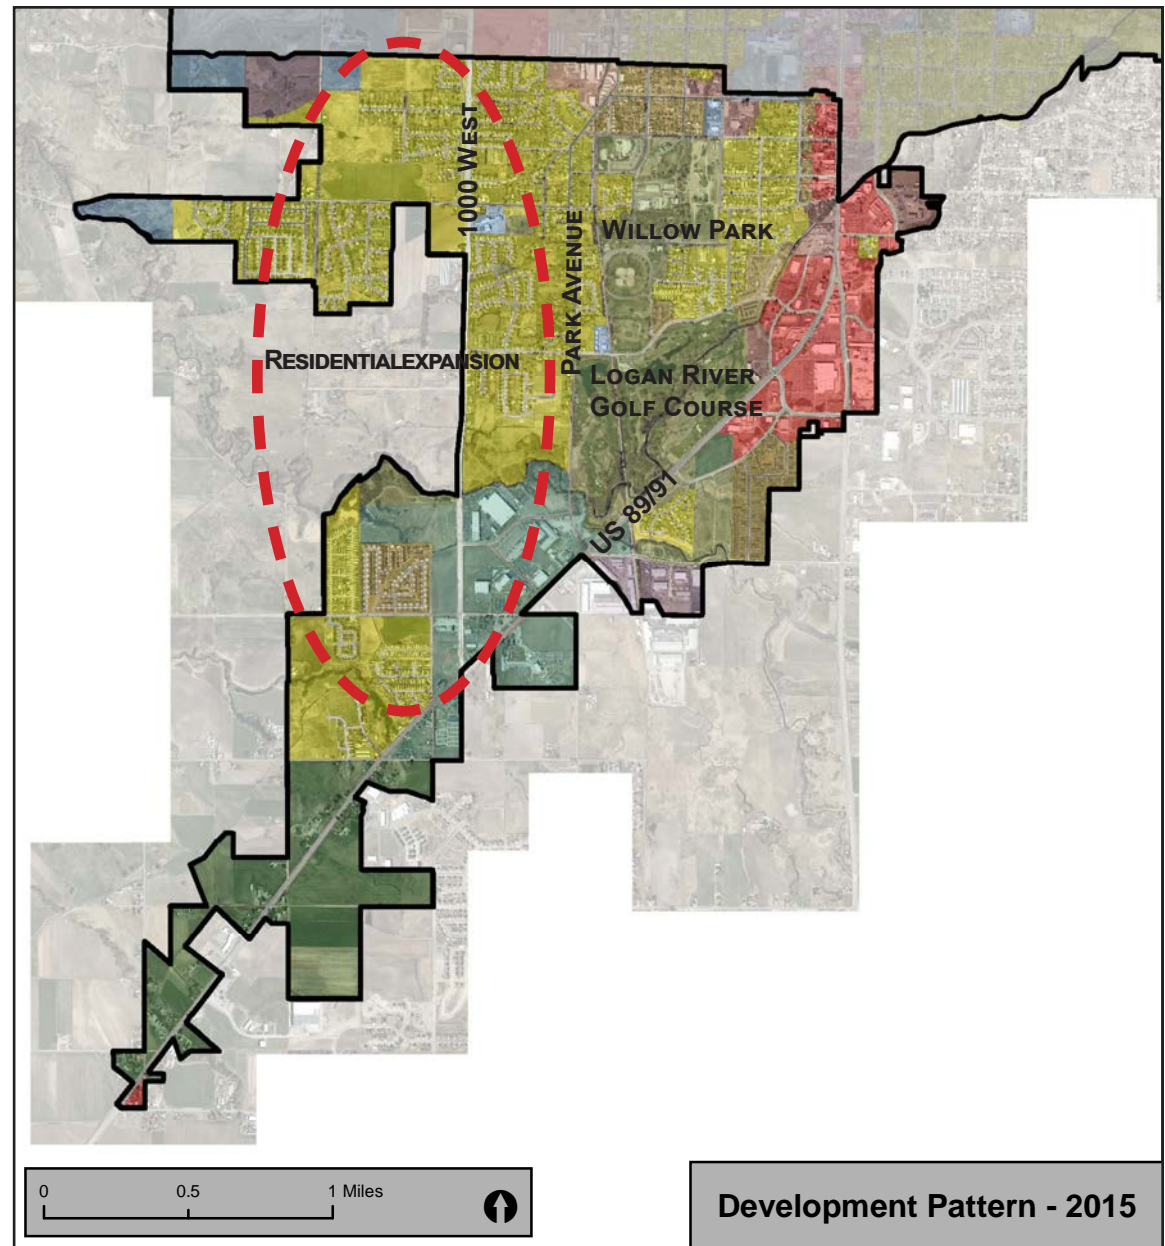 1000 West
Park Avenue
Willow Park
Residentialexpansion
Logan River
Golf Course
US 89/91
0 0.5 1 Miles
Development Pattern - 2015